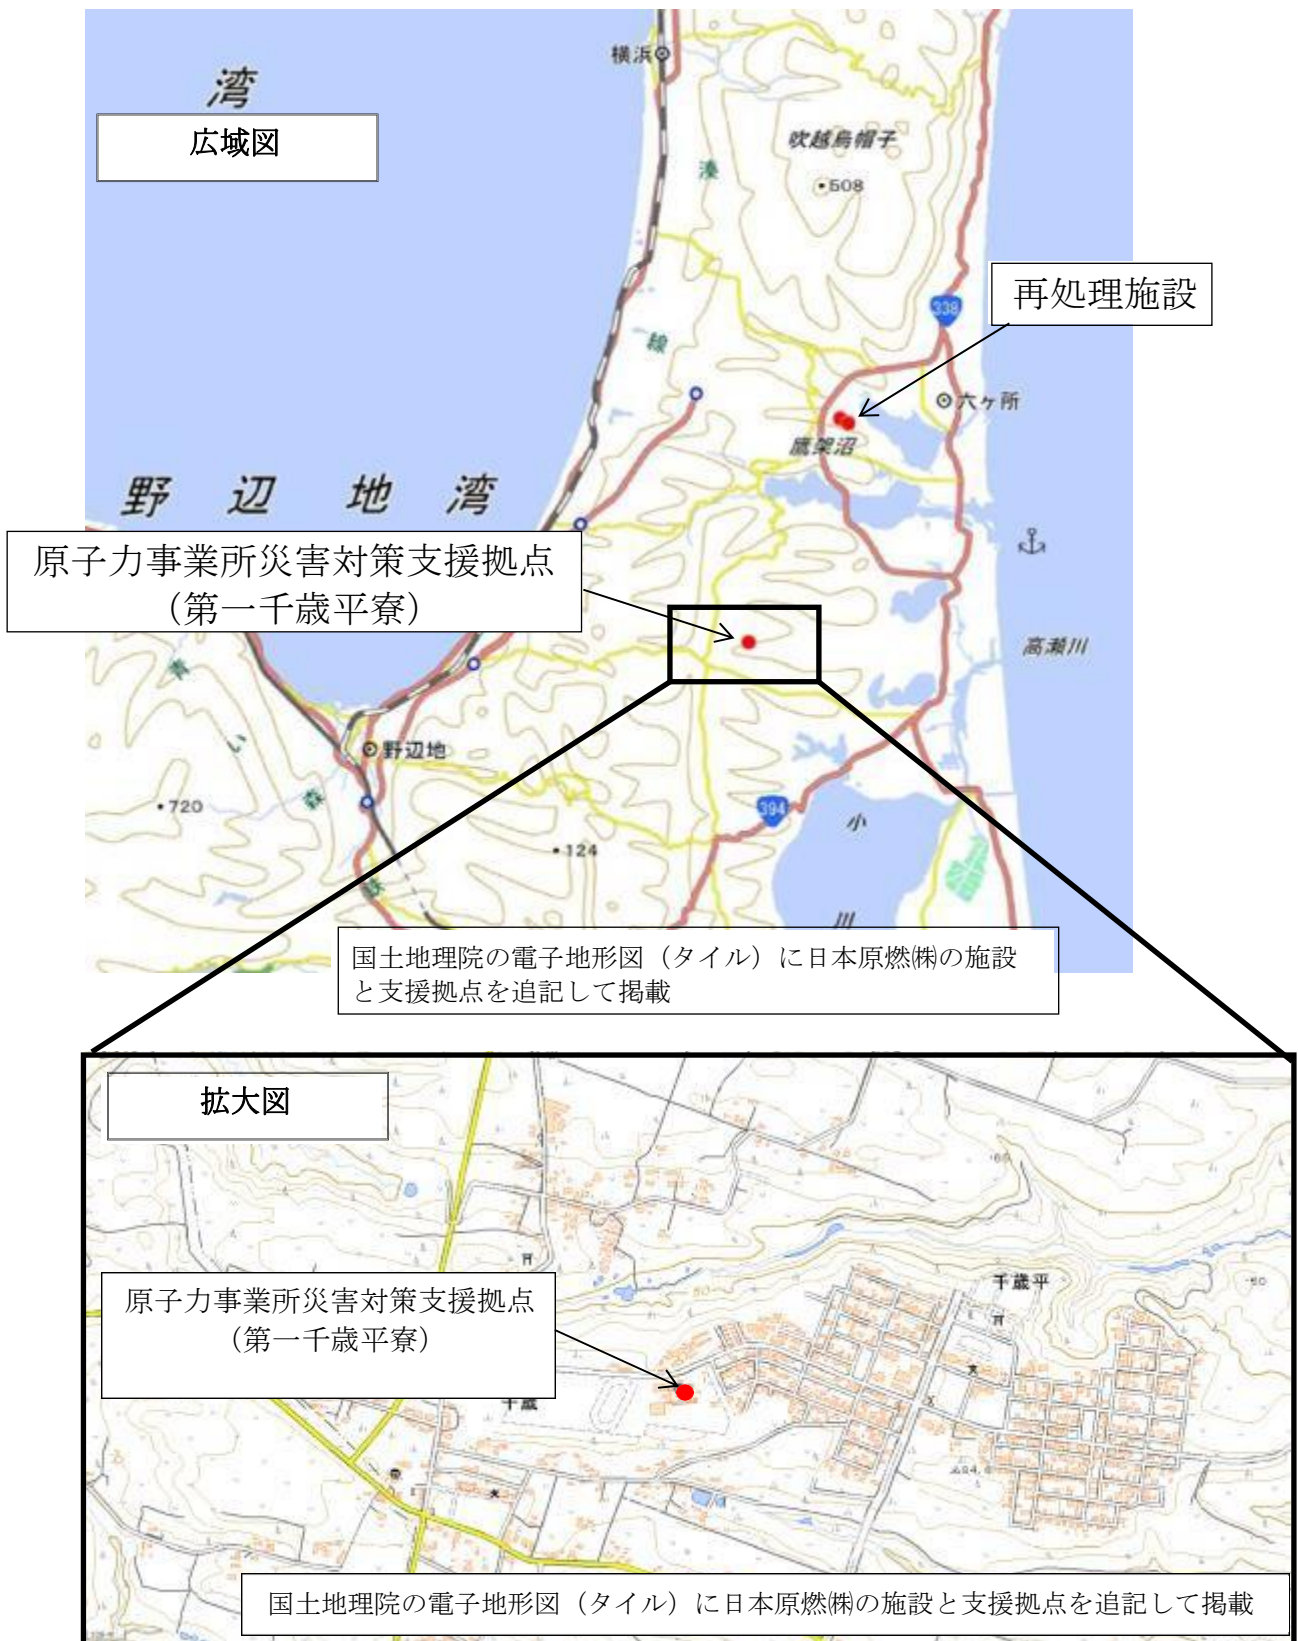 湾
広域図
横浜
吹越烏帽子
508
湊
338
再処理施設
線
六ヶ所
鷹架沼
野辺地湾
原子力事業所災害対策支援拠点
（第一千歳平寮）
高瀬川
青
い
森
鉄
野辺地
720
124
394
小
川
国土地理院の電子地形図（タイル）に日本原燃㈱の施設
と支援拠点を追記して掲載
拡大図
千歳平
原子力事業所災害対策支援拠点
（第一千歳平寮）
千歳
国土地理院の電子地形図（タイル）に日本原燃㈱の施設と支援拠点を追記して掲載